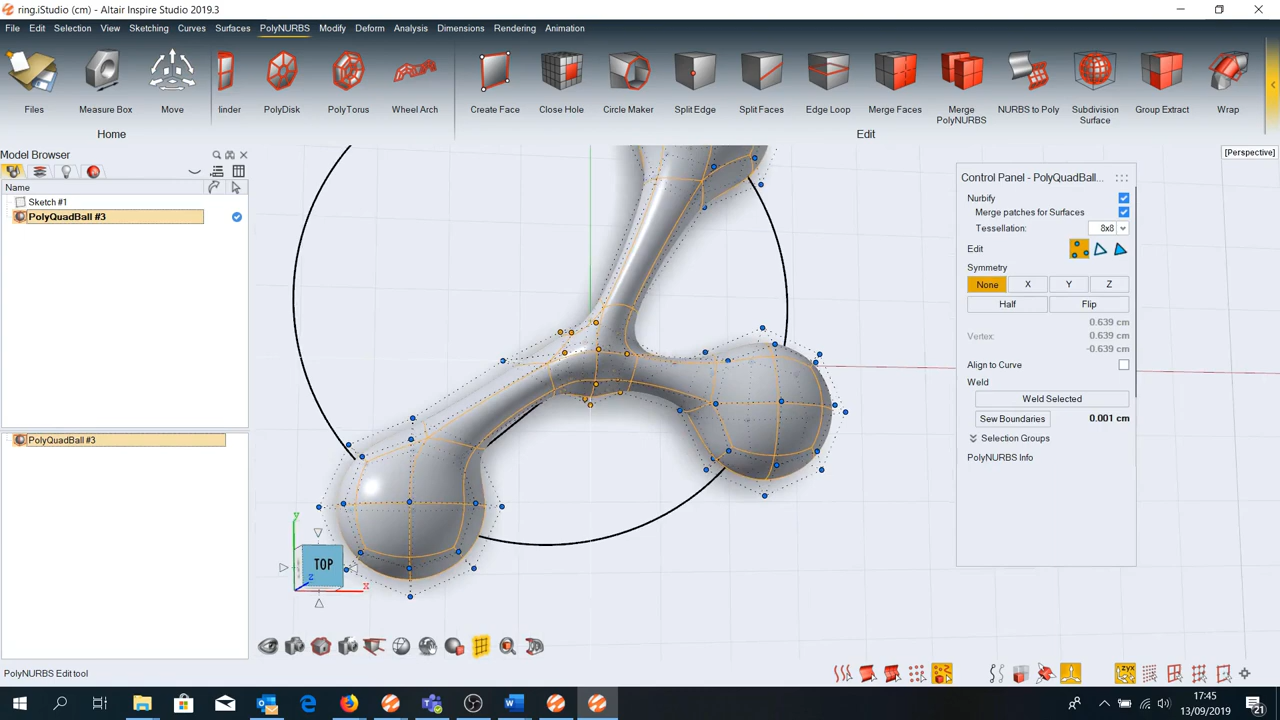 ring.iStudio (cm) - Altair Inspire Studio 2019.3
File Edit Selection View Sketching Curves Surfaces PolyNURBS Modify Deform Analysis Dimensions Rendering Animation
Files Measure Box Move linder PolyDisk PolyTorus Wheel Arch Create Face Close Hole Circle Maker Split Edge Split Faces Edge Loop Merge Faces Merge PolyNURBS NURBS to Poly Subdivision Surface Group Extract Wrap
Home Edit
Model Browser
Name
Sketch #1
PolyQuadBall #3
PolyQuadBall #3
[Perspective]
Control Panel - PolyQuadBall...
Nurbify
Merge patches for Surfaces
Tessellation: 8x8
Edit
Symmetry
None X Y Z
Half Flip
0.639 cm
Vertex: 0.639 cm
-0.639 cm
Align to Curve
Weld
Weld Selected
Sew Boundaries 0.001 cm
Selection Groups
PolyNURBS Info
y
TOP
z
x
PolyNURBS Edit tool
zyx
17:45
13/09/2019
21